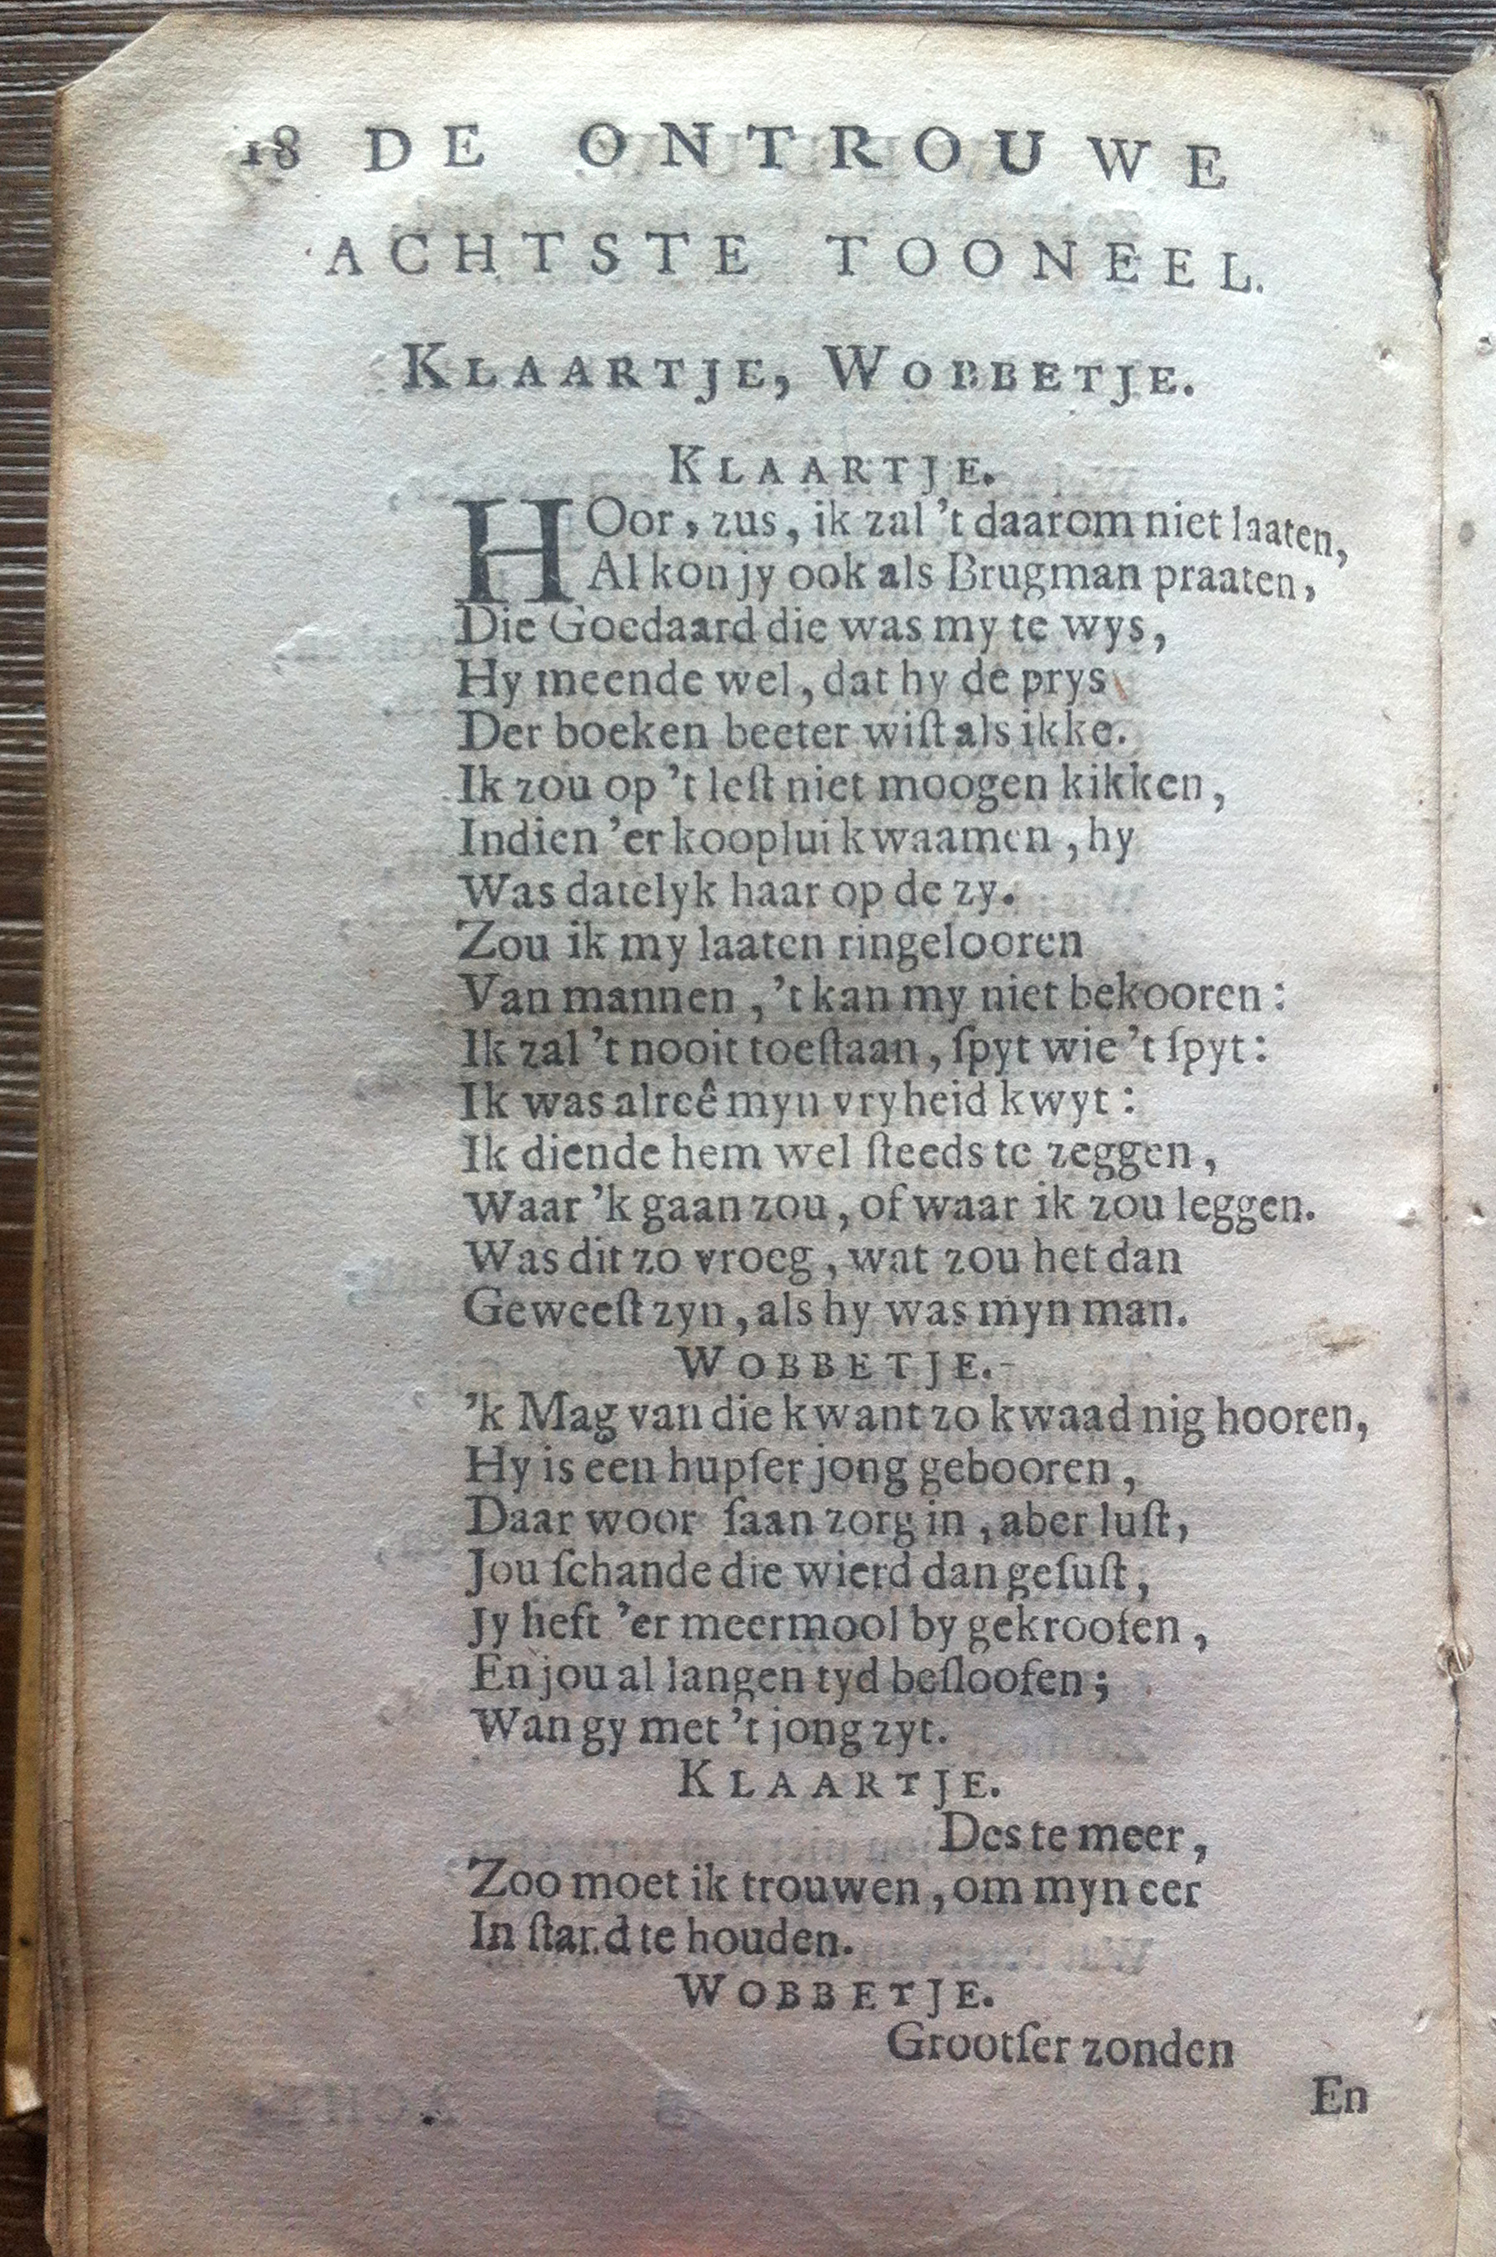 18 DE ONTROUWE
ACHTSTE TOONEEL.
KLAARTJE, WOBBETJE.
KLAARTJE.
HOor, zus, ik zal 't daarom niet laaten,
Al kon jy ook als Brugman praaten,
Die Goedaard die was my te wys,
Hy meende wel, dat hy de prys
Der boeken beeter wiſt als ikke.
Ik zou op 't leſt niet moogen kikken,
Indien 'er kooplui kwaamen, hy
Was datelyk haar op de zy.
Zou ik my laaten ringelooren
Van mannen, 't kan my niet bekooren:
Ik zal 't nooit toeſtaan, ſpyt wie 't ſpyt:
Ik was alreê myn vryheid kwyt:
Ik diende hem wel ſteeds te zeggen,
Waar 'k gaan zou, of waar ik zou leggen.
Was dit zo vroeg, wat zou het dan
Geweeſt zyn, als hy was myn man.
WOBBETJE.
'k Mag van die kwant zo kwaad nig hooren,
Hy is een hupſer jong gebooren,
Daar woor ſaan zorg in, aber luſt,
Jou ſchande die wierd dan geſuſt,
Jy heft 'er meermool by gekrooſen,
En jou al langen tyd beſlooſen;
Wan gy met 't jong zyt.
KLAARTJE.
Des te meer,
Zoo moet ik trouwen, om myn eer
In ſtand te houden.
WOBBETJE.
Grootſer zonden
En